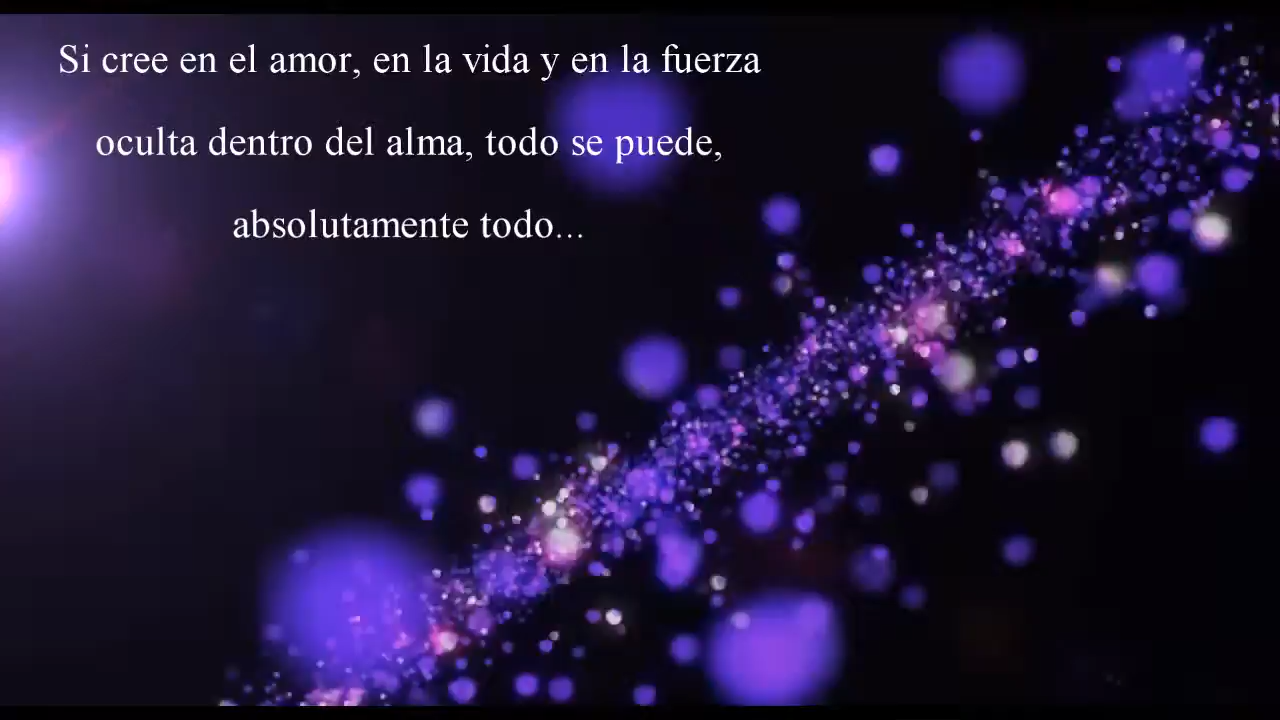 Si cree en el amor, en la vida y en la fuerza
oculta dentro del alma, todo se puede,
absolutamente todo...